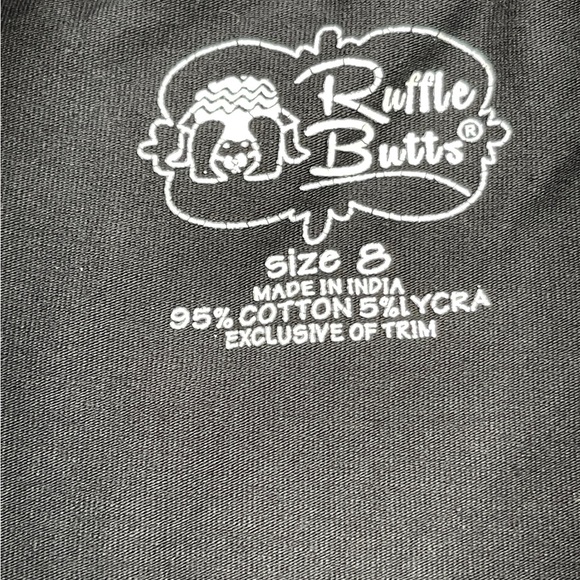 Ruffle
Butts®
Size 8
MADE IN INDIA
95% COTTON 5% LYCRA
EXCLUSIVE OF TRIM